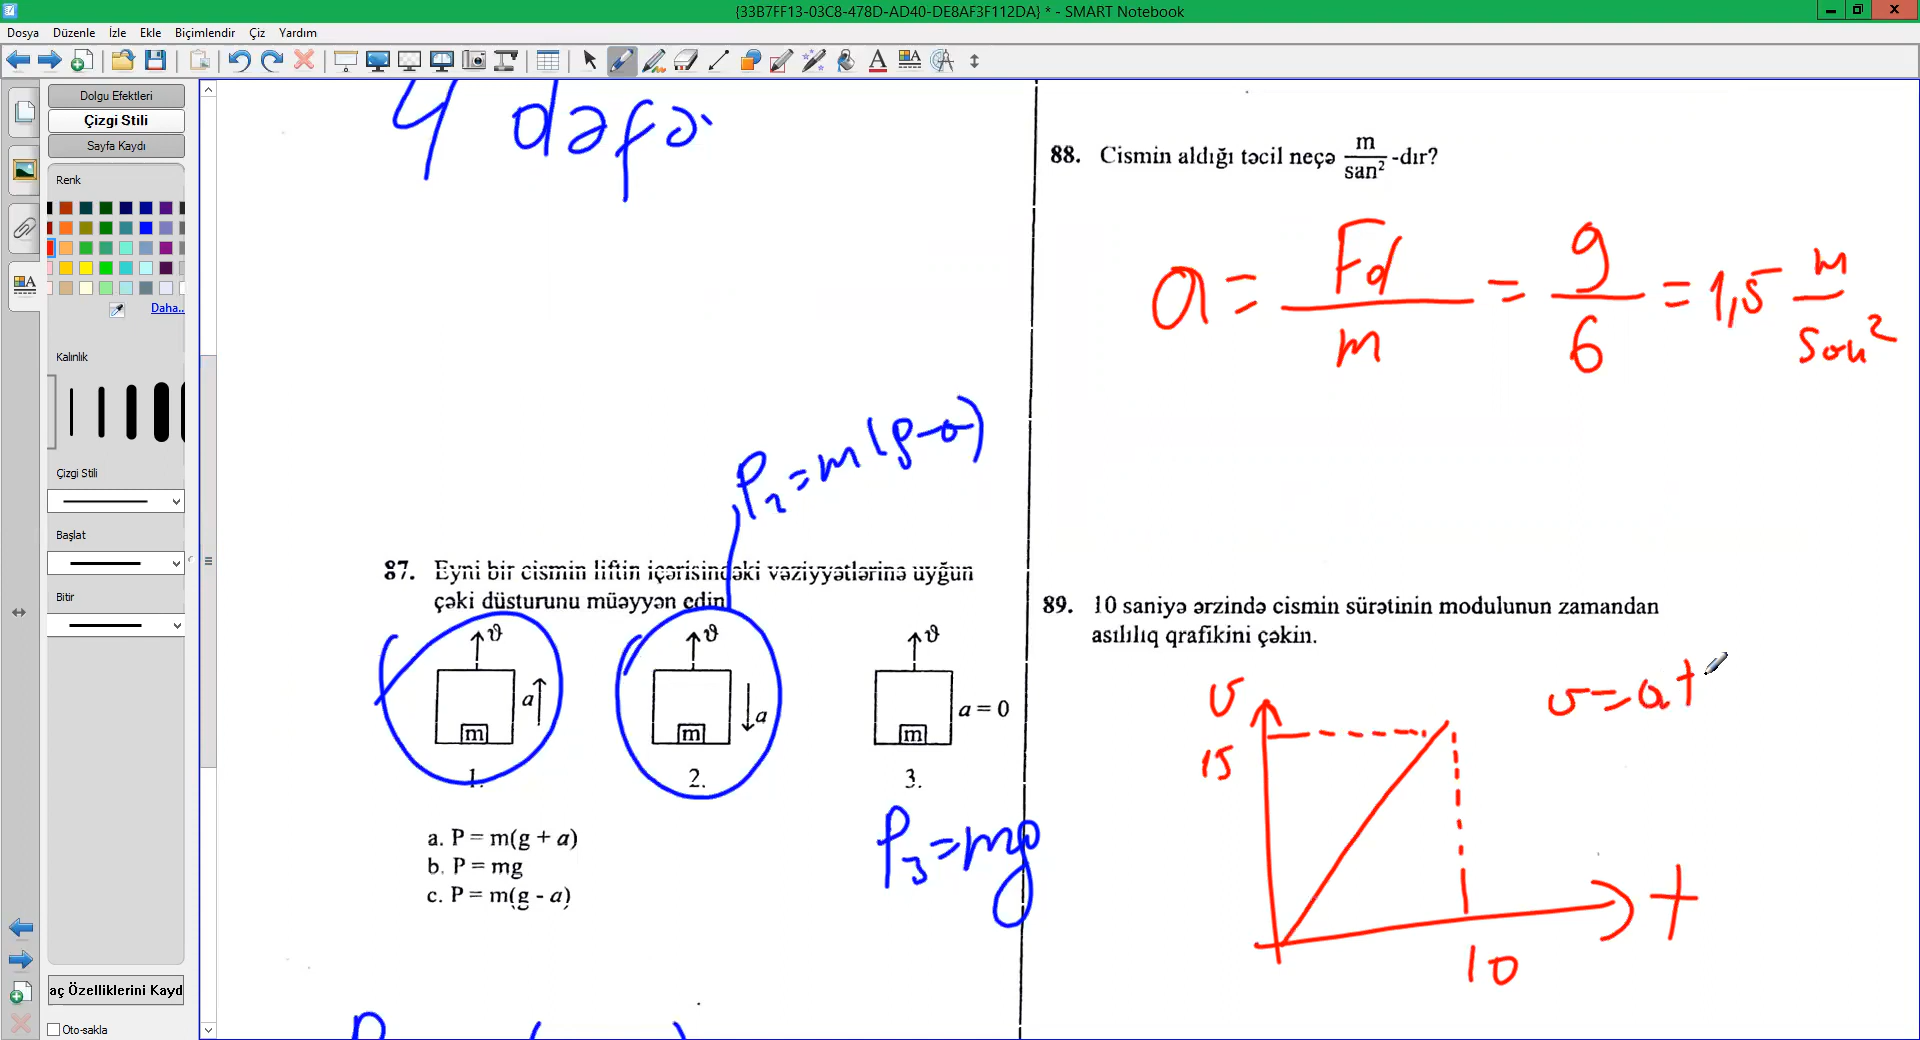 {33B7FF13-03C8-478D-AD40-DE8AF3F112DA} * - SMART Notebook
Dosya Düzenle İzle Ekle Biçimlendir Çiz Yardım
Dolgu Efektleri
Çizgi Stili
Sayfa Kaydı
Renk
Daha..
Kalınlık
Çizgi Stili
Başlat
Bitir
aç Özelliklerini Kayd
Oto-sakla
4 dəfə
P₂=m(g-a)
87. Eyni bir cismin liftin içərisindəki vəziyyətlərinə uyğun
çəki düsturunu müəyyən edin
ϑ ϑ ϑ
a a a = 0
m m m
1. 2. 3.
a. P = m(g + a)
b. P = mg
c. P = m(g - a)
P₃=mg
88. Cismin aldığı təcil neçə m/san² -dır?
a = Fd/m = 9/6 = 1,5 m/san²
89. 10 saniyə ərzində cismin sürətinin modulunun zamandan
asılılıq qrafikini çəkin.
υ υ=at
15
t
10